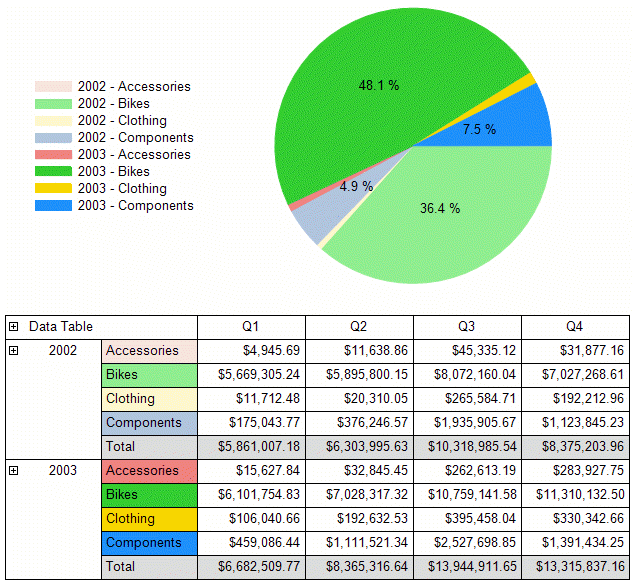 48.1 %
2002 - Accessories
2002 - Bikes
2002 - Clothing
7.5 %
2002 - Components
2003 - Accessories
2003 - Bikes
4.9 %
2003 - Clothing
2003 - Components
36.4 %
Data Table Q1 Q2 Q3 Q4
2002 Accessories $4,945.69 $11,638.86 $45,335.12 $31,877.16
Bikes $5,669,305.24 $5,895,800.15 $8,072,160.04 $7,027,268.61
Clothing $11,712.48 $20,310.05 $265,584.71 $192,212.96
Components $175,043.77 $376,246.57 $1,935,905.67 $1,123,845.23
Total $5,861,007.18 $6,303,995.63 $10,318,985.54 $8,375,203.96
2003 Accessories $15,627.84 $32,845.45 $262,613.19 $283,927.75
Bikes $6,101,754.83 $7,028,317.32 $10,759,141.58 $11,310,132.50
Clothing $106,040.66 $192,632.53 $395,458.04 $330,342.66
Components $459,086.44 $1,111,521.34 $2,527,698.85 $1,391,434.25
Total $6,682,509.77 $8,365,316.64 $13,944,911.65 $13,315,837.16